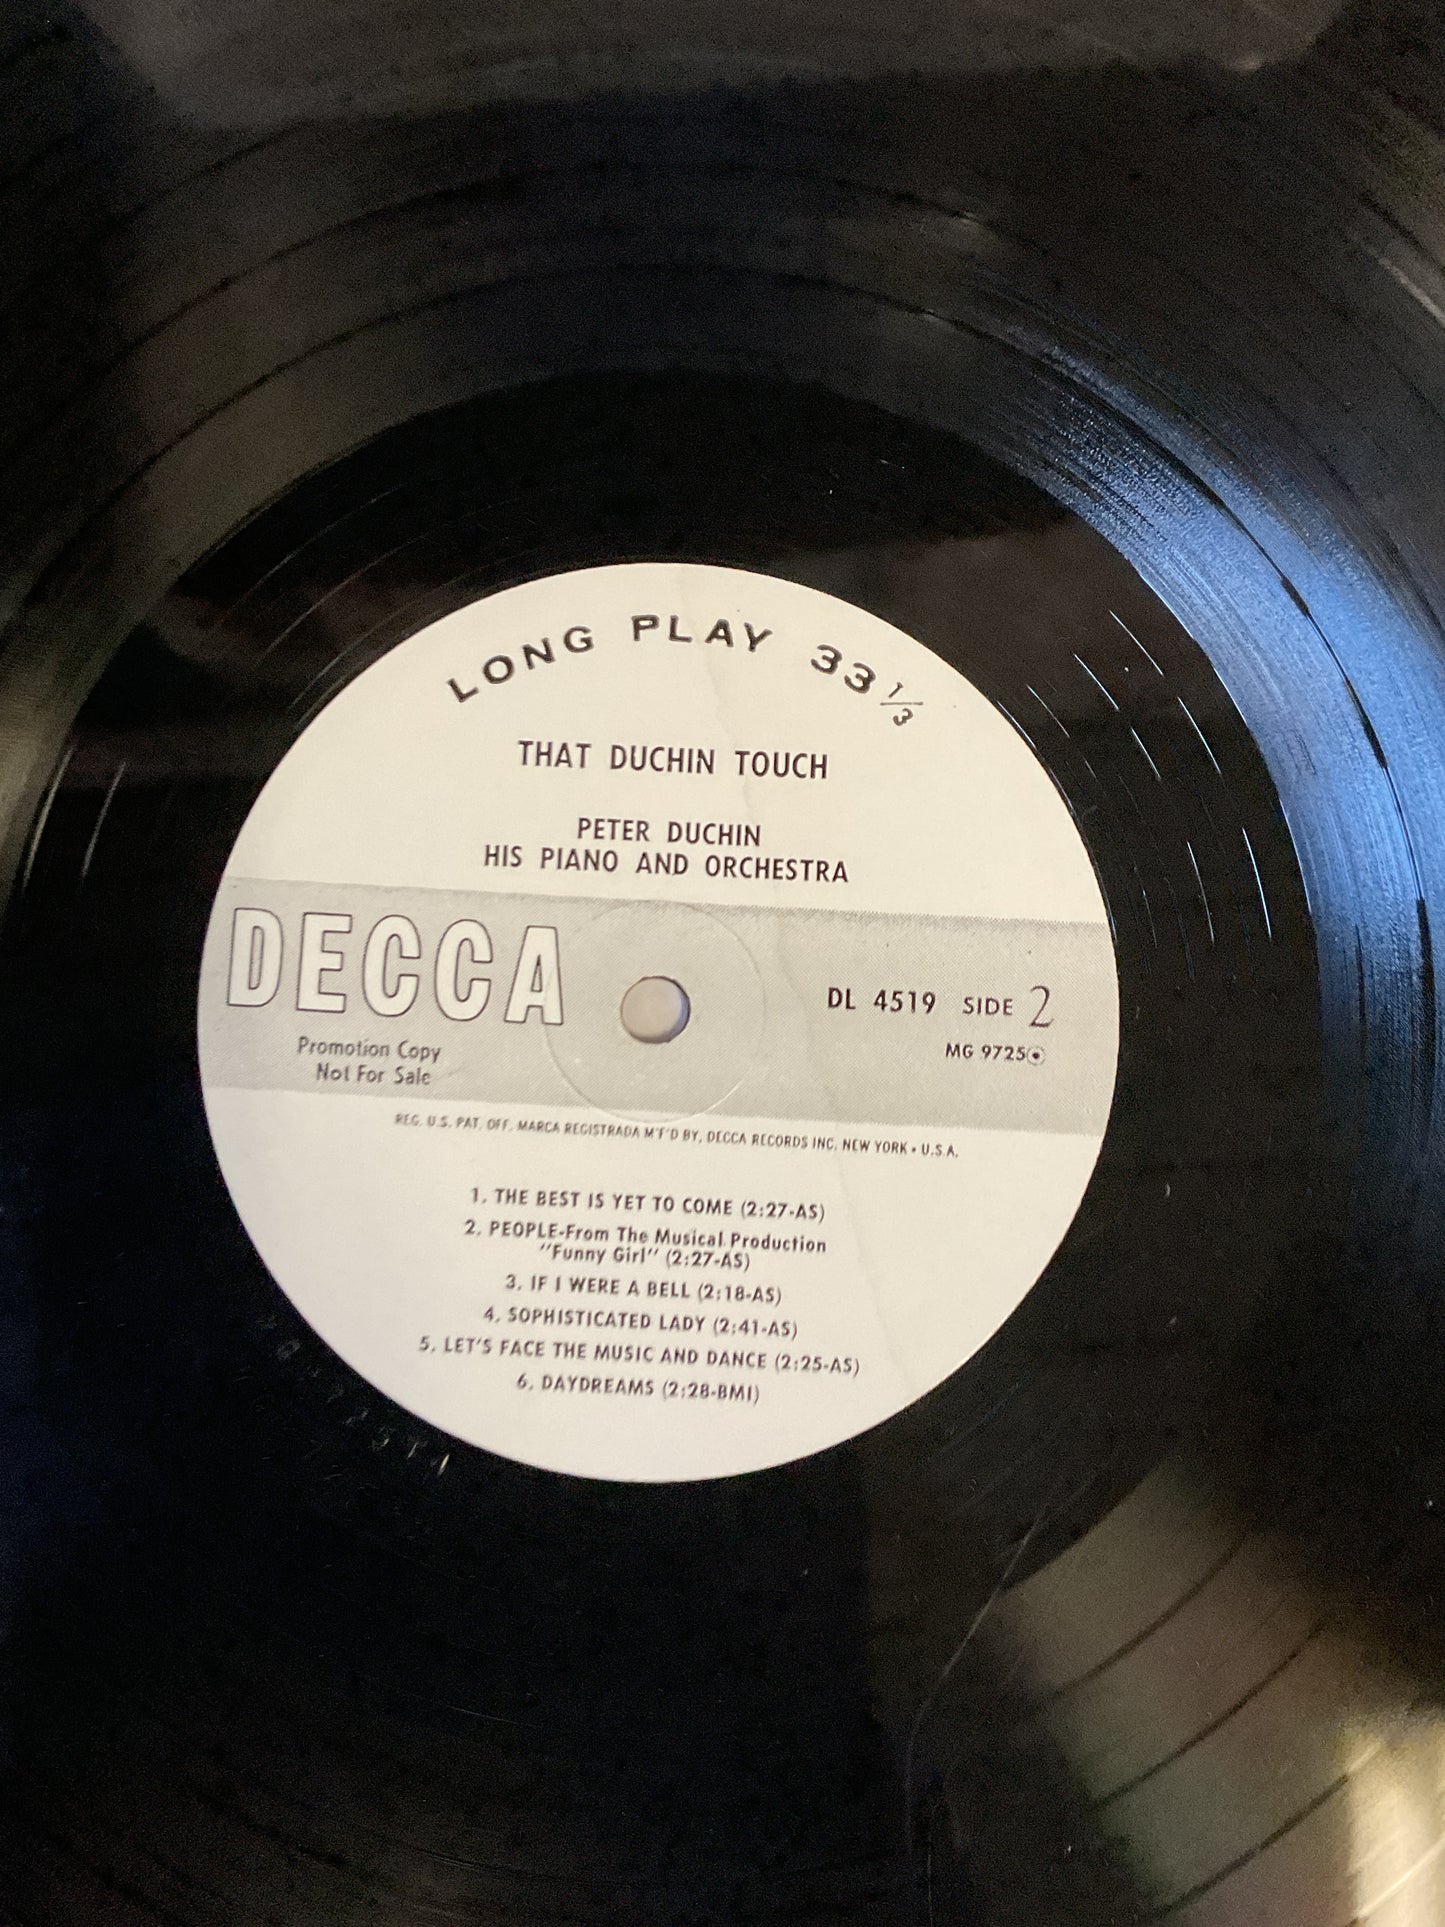 LONG PLAY 33 1/3
THAT DUCHIN TOUCH
PETER DUCHIN
HIS PIANO AND ORCHESTRA
DECCA
DL 4519 SIDE 2
MG 9725
Promotion Copy
Not For Sale
REG. U.S. PAT. OFF. MARCA REGISTRADA M'F'D BY, DECCA RECORDS INC. NEW YORK • U.S.A.
1. THE BEST IS YET TO COME (2:27-AS)
2. PEOPLE-From The Musical Production
"Funny Girl" (2:27-AS)
3. IF I WERE A BELL (2:18-AS)
4. SOPHISTICATED LADY (2:41-AS)
5. LET'S FACE THE MUSIC AND DANCE (2:25-AS)
6. DAYDREAMS (2:28-BMI)